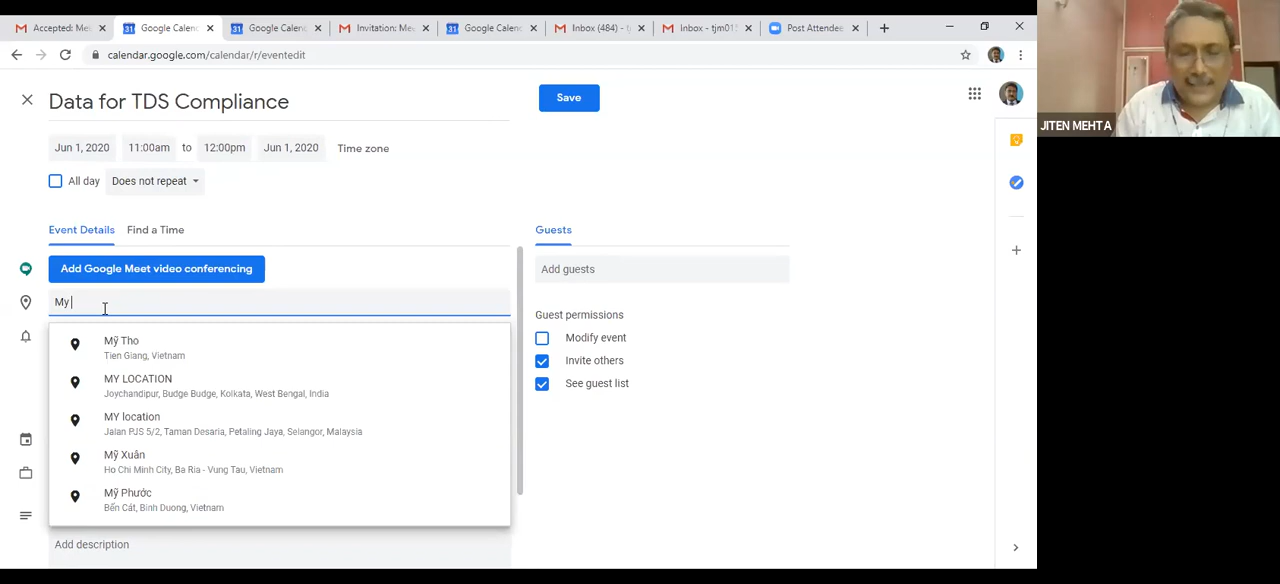 Accepted: Me
Google Calen
Google Calen
Invitation: Mee
Google Calen
Inbox (484) - t
Inbox - tjm01
Post Attendee
calendar.google.com/calendar/r/eventedit
Data for TDS Compliance
Save
Jun 1, 2020 11:00am to 12:00pm Jun 1, 2020 Time zone
All day Does not repeat
Event Details Find a Time
Guests
Add Google Meet video conferencing
Add guests
My
Guest permissions
Modify event
Invite others
See guest list
Mỹ Tho
Tien Giang, Vietnam
MY LOCATION
Joychandipur, Budge Budge, Kolkata, West Bengal, India
MY location
Jalan PJS 5/2, Taman Desaria, Petaling Jaya, Selangor, Malaysia
Mỹ Xuân
Ho Chi Minh City, Ba Ria - Vung Tau, Vietnam
Mỹ Phước
Bến Cát, Binh Duong, Vietnam
Add description
JITEN MEHTA